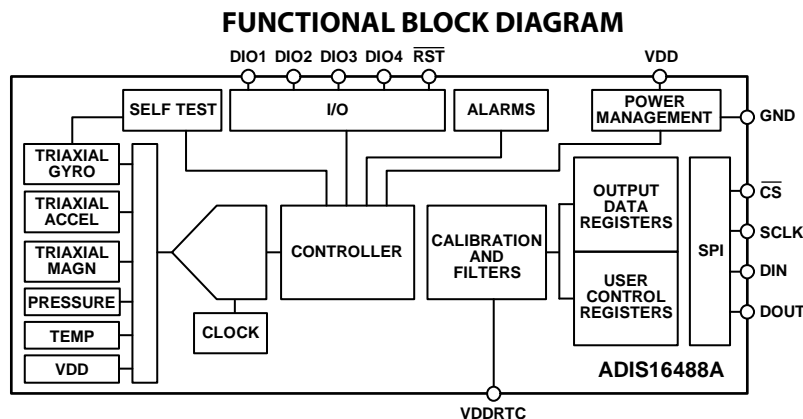 FUNCTIONAL BLOCK DIAGRAM
DIO1 DIO2 DIO3 DIO4 RST VDD
SELF TEST
I/O
ALARMS
POWER
MANAGEMENT
GND
TRIAXIAL
GYRO
TRIAXIAL
ACCEL
TRIAXIAL
MAGN
PRESSURE
TEMP
VDD
CLOCK
CONTROLLER
CALIBRATION
AND
FILTERS
OUTPUT
DATA
REGISTERS
USER
CONTROL
REGISTERS
SPI
CS
SCLK
DIN
DOUT
ADIS16488A
VDDRTC